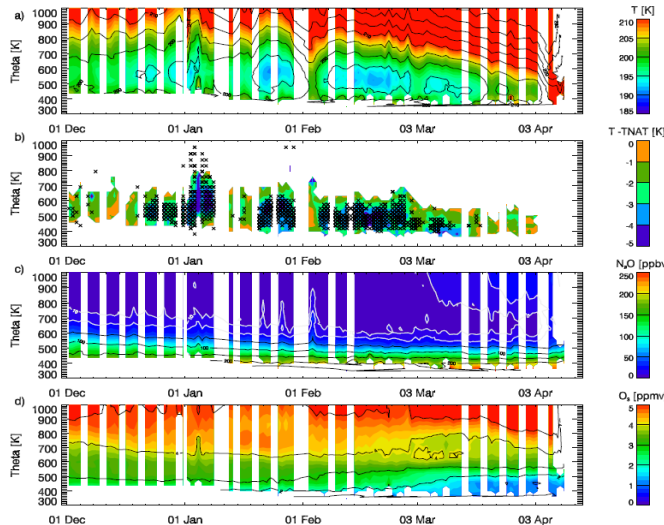 a)
Theta [K]
1000
900
800
700
600
500
400
300
01 Dec
01 Jan
01 Feb
03 Mar
03 Apr
T [K]
210
205
200
195
190
185
b)
Theta [K]
1000
900
800
700
600
500
400
300
01 Dec
01 Jan
01 Feb
03 Mar
03 Apr
T -TNAT [K]
0
-1
-2
-3
-4
-5
c)
Theta [K]
1000
900
800
700
600
500
400
300
01 Dec
01 Jan
01 Feb
03 Mar
03 Apr
N₂O [ppbv
250
200
150
100
50
0
d)
Theta [K]
1000
900
800
700
600
500
400
300
01 Dec
01 Jan
01 Feb
03 Mar
03 Apr
O₃ [ppmv
5
4
3
2
1
0